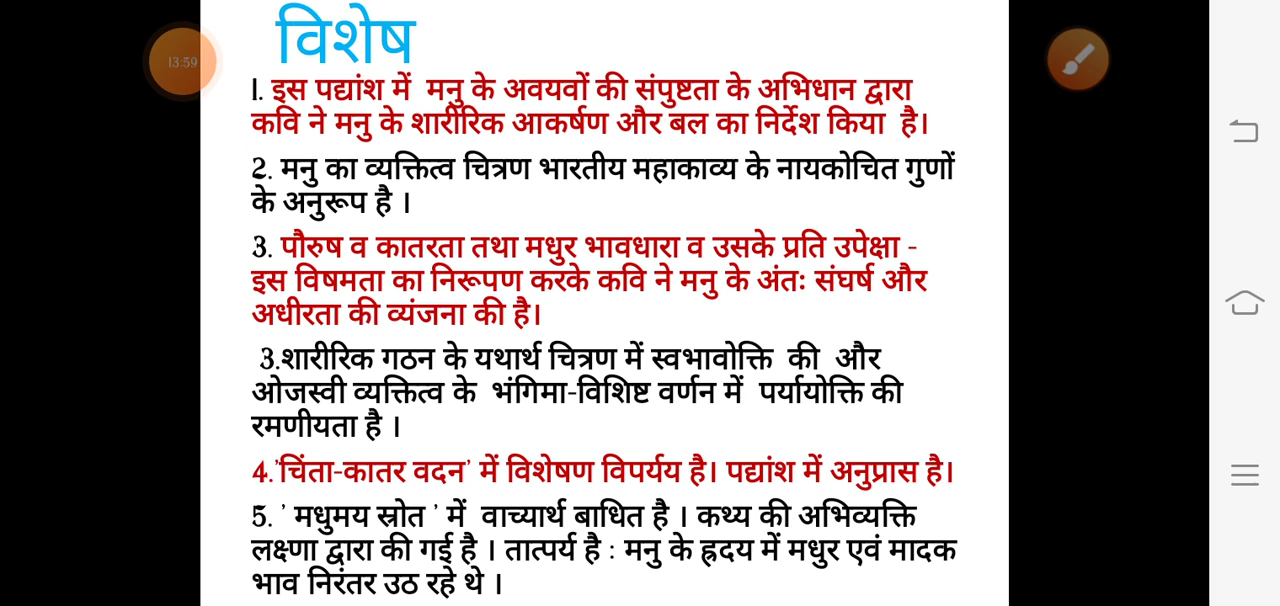 विशेष
13:59
1. इस पद्यांश में मनु के अवयवों की संपुष्टता के अभिधान द्वारा
कवि ने मनु के शारीरिक आकर्षण और बल का निर्देश किया है।
2. मनु का व्यक्तित्व चित्रण भारतीय महाकाव्य के नायकोचित गुणों
के अनुरूप है ।
3. पौरुष व कातरता तथा मधुर भावधारा व उसके प्रति उपेक्षा -
इस विषमता का निरूपण करके कवि ने मनु के अंतः संघर्ष और
अधीरता की व्यंजना की है।
3.शारीरिक गठन के यथार्थ चित्रण में स्वभावोक्ति की और
ओजस्वी व्यक्तित्व के भंगिमा-विशिष्ट वर्णन में पर्यायोक्ति की
रमणीयता है ।
4.'चिंता-कातर वदन' में विशेषण विपर्यय है। पद्यांश में अनुप्रास है।
5. ' मधुमय स्रोत ' में वाच्यार्थ बाधित है । कथ्य की अभिव्यक्ति
लक्ष्णा द्वारा की गई है । तात्पर्य है : मनु के ह्रदय में मधुर एवं मादक
भाव निरंतर उठ रहे थे ।